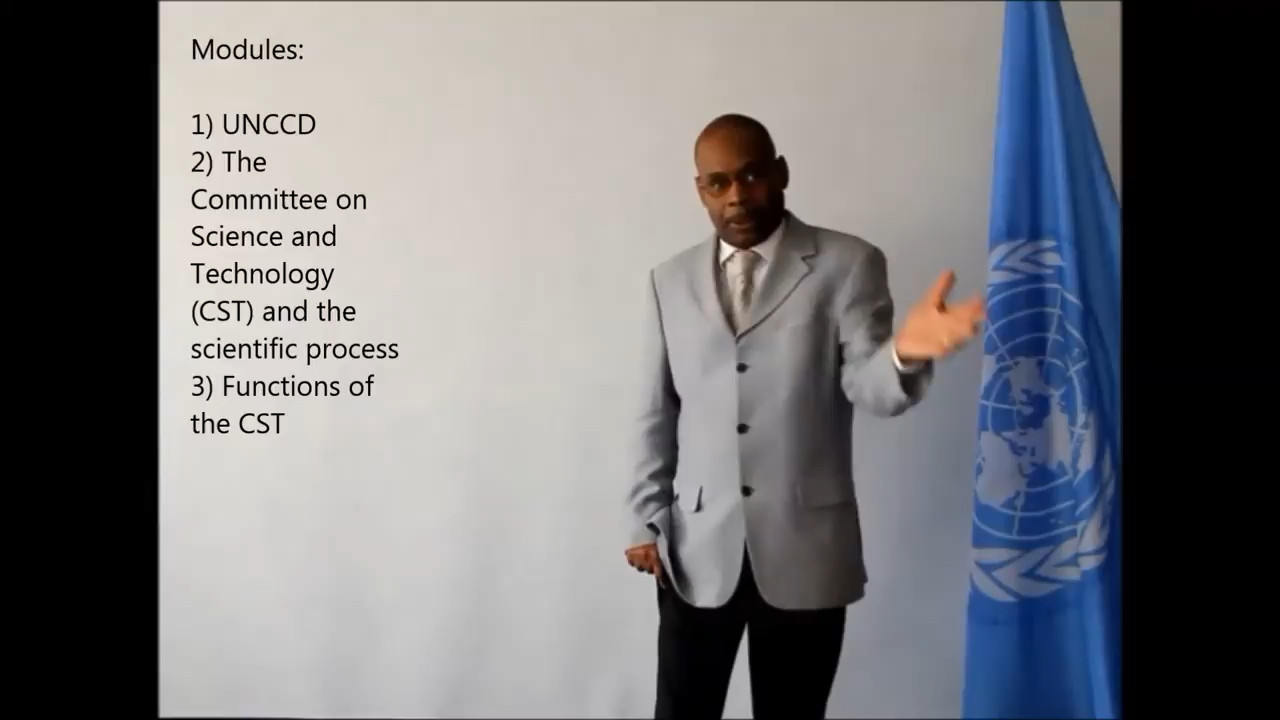 Modules:
1) UNCCD
2) The
Committee on
Science and
Technology
(CST) and the
scientific process
3) Functions of
the CST